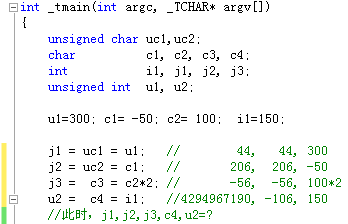 int _tmain(int argc, _TCHAR* argv[])
{
unsigned char uc1,uc2;
char c1, c2, c3, c4;
int i1, j1, j2, j3;
unsigned int u1, u2;
u1=300; c1= -50; c2= 100; i1=150;
j1 = uc1 = u1; // 44, 44, 300
j2 = uc2 = c1; // 206, 206, -50
j3 = c3 = c2*2; // -56, -56, 100*2
u2 = c4 = i1; //4294967190, -106, 150
//此时，j1,j2,j3,c4,u2=?